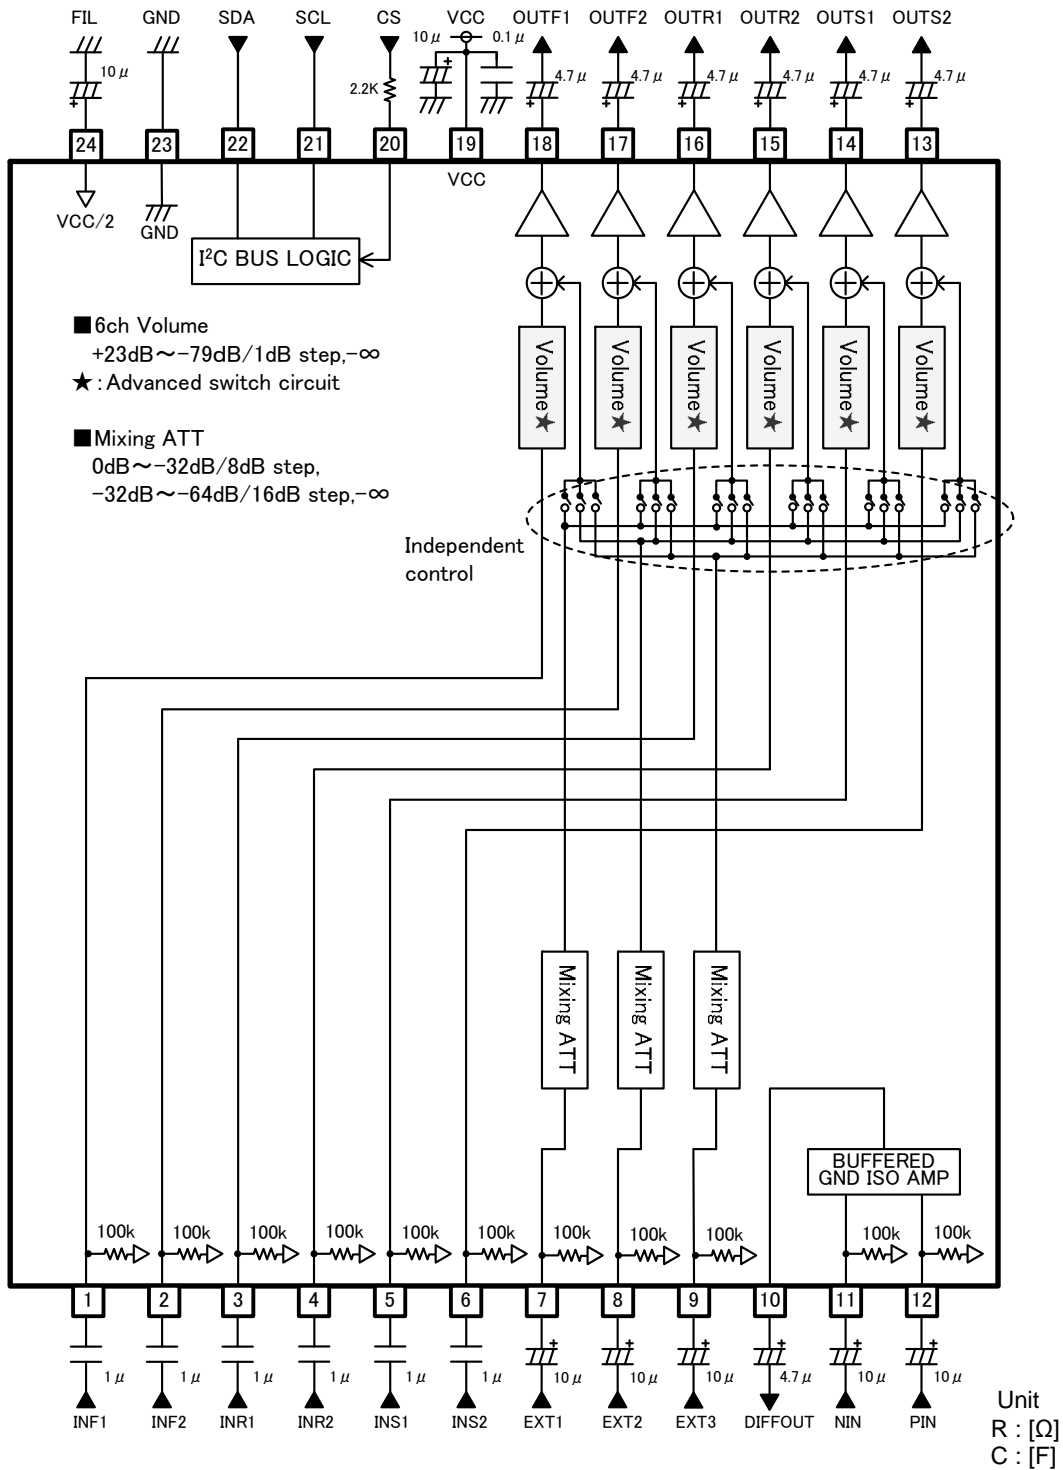 FIL GND SDA SCL CS VCC OUTF1 OUTF2 OUTR1 OUTR2 OUTS1 OUTS2
10μ 0.1μ
10μ 2.2K 4.7μ 4.7μ 4.7μ 4.7μ 4.7μ 4.7μ
24 23 22 21 20 19 18 17 16 15 14 13
VCC
VCC/2
GND
I²C BUS LOGIC
■6ch Volume
+23dB～-79dB/1dB step,-∞
★:Advanced switch circuit
■Mixing ATT
0dB～-32dB/8dB step,
-32dB～-64dB/16dB step,-∞
Volume★
Volume★
Volume★
Volume★
Volume★
Volume★
Independent
control
Mixing ATT
Mixing ATT
Mixing ATT
BUFFERED
GND ISO AMP
100k 100k 100k 100k 100k 100k 100k 100k 100k 100k 100k
1 2 3 4 5 6 7 8 9 10 11 12
1μ 1μ 1μ 1μ 1μ 1μ 10μ 10μ 10μ 4.7μ 10μ 10μ
INF1 INF2 INR1 INR2 INS1 INS2 EXT1 EXT2 EXT3 DIFFOUT NIN PIN
Unit
R : [Ω]
C : [F]